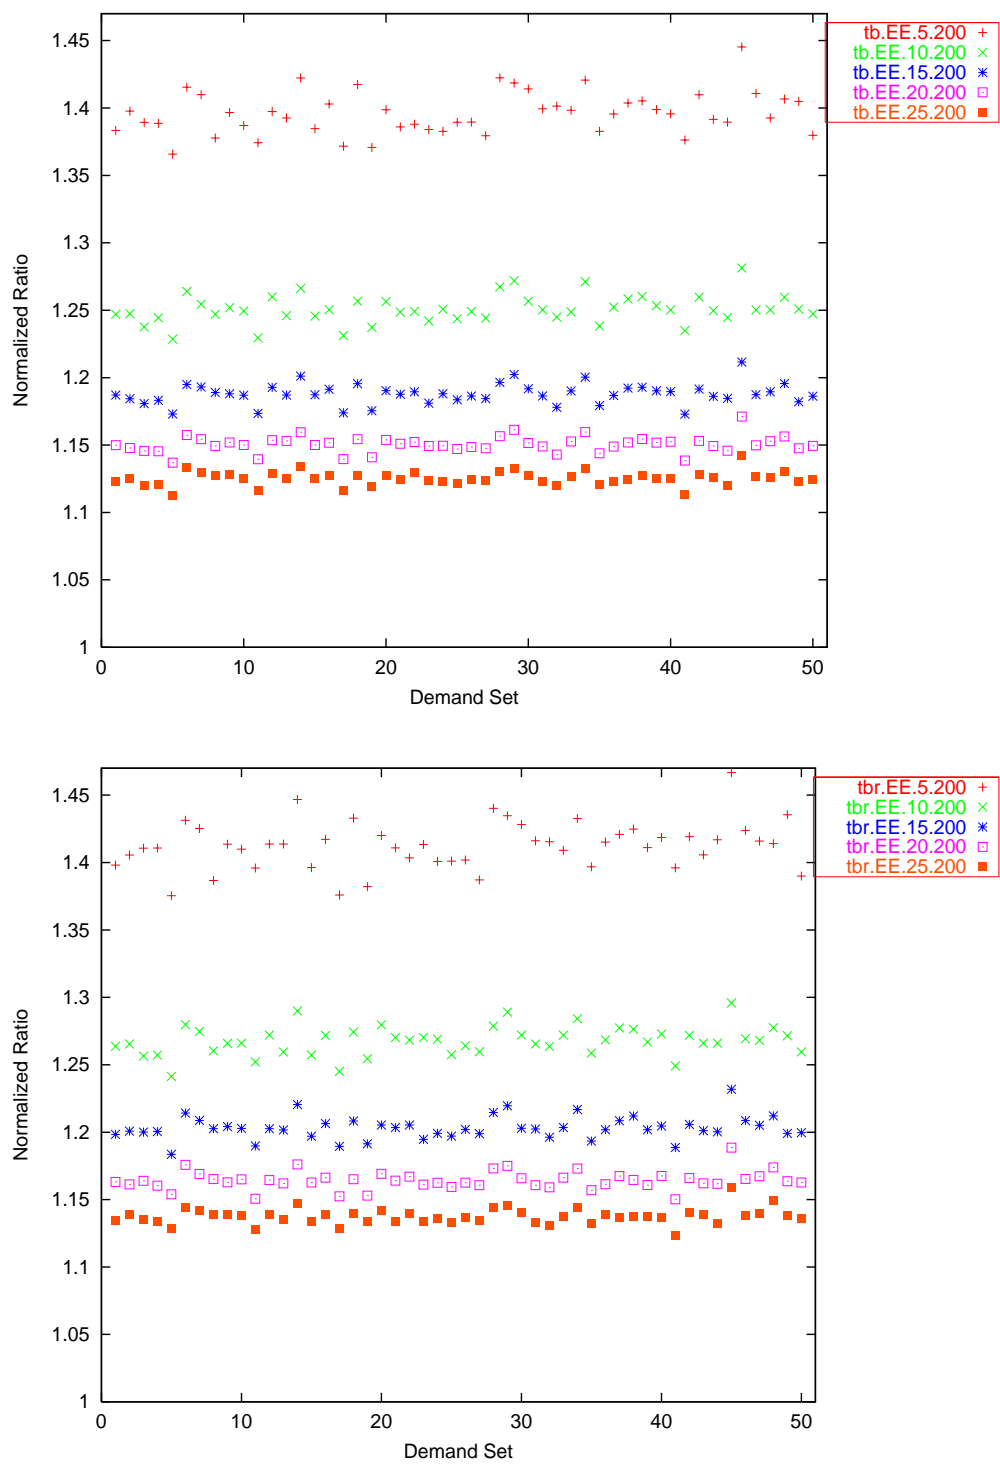 1.45
1.4
1.35
1.3
1.25
1.2
1.15
1.1
1.05
1
0 10 20 30 40 50
Normalized Ratio
Demand Set
tb.EE.5.200
tb.EE.10.200
tb.EE.15.200
tb.EE.20.200
tb.EE.25.200
1.45
1.4
1.35
1.3
1.25
1.2
1.15
1.1
1.05
1
0 10 20 30 40 50
Normalized Ratio
Demand Set
tbr.EE.5.200
tbr.EE.10.200
tbr.EE.15.200
tbr.EE.20.200
tbr.EE.25.200